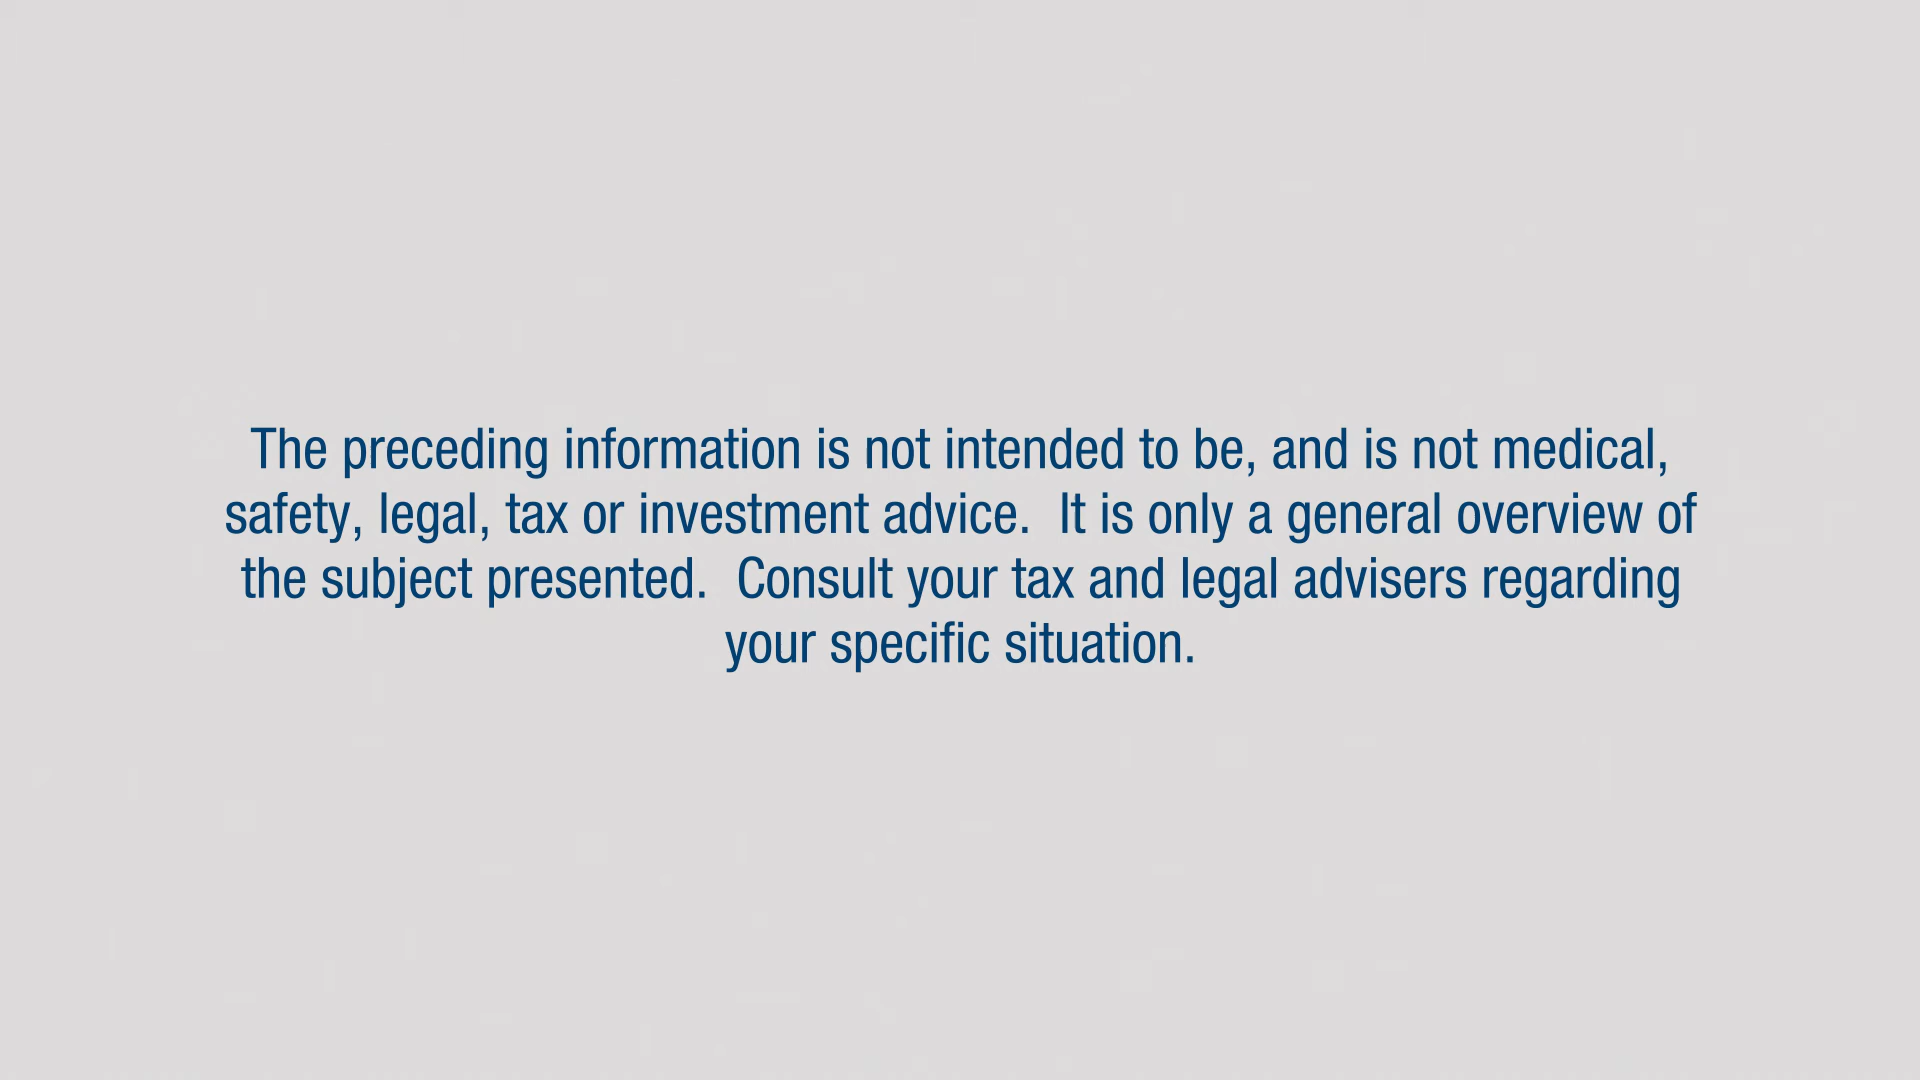 The preceding information is not intended to be, and is not medical,
safety, legal, tax or investment advice.  It is only a general overview of
the subject presented.  Consult your tax and legal advisers regarding
your specific situation.